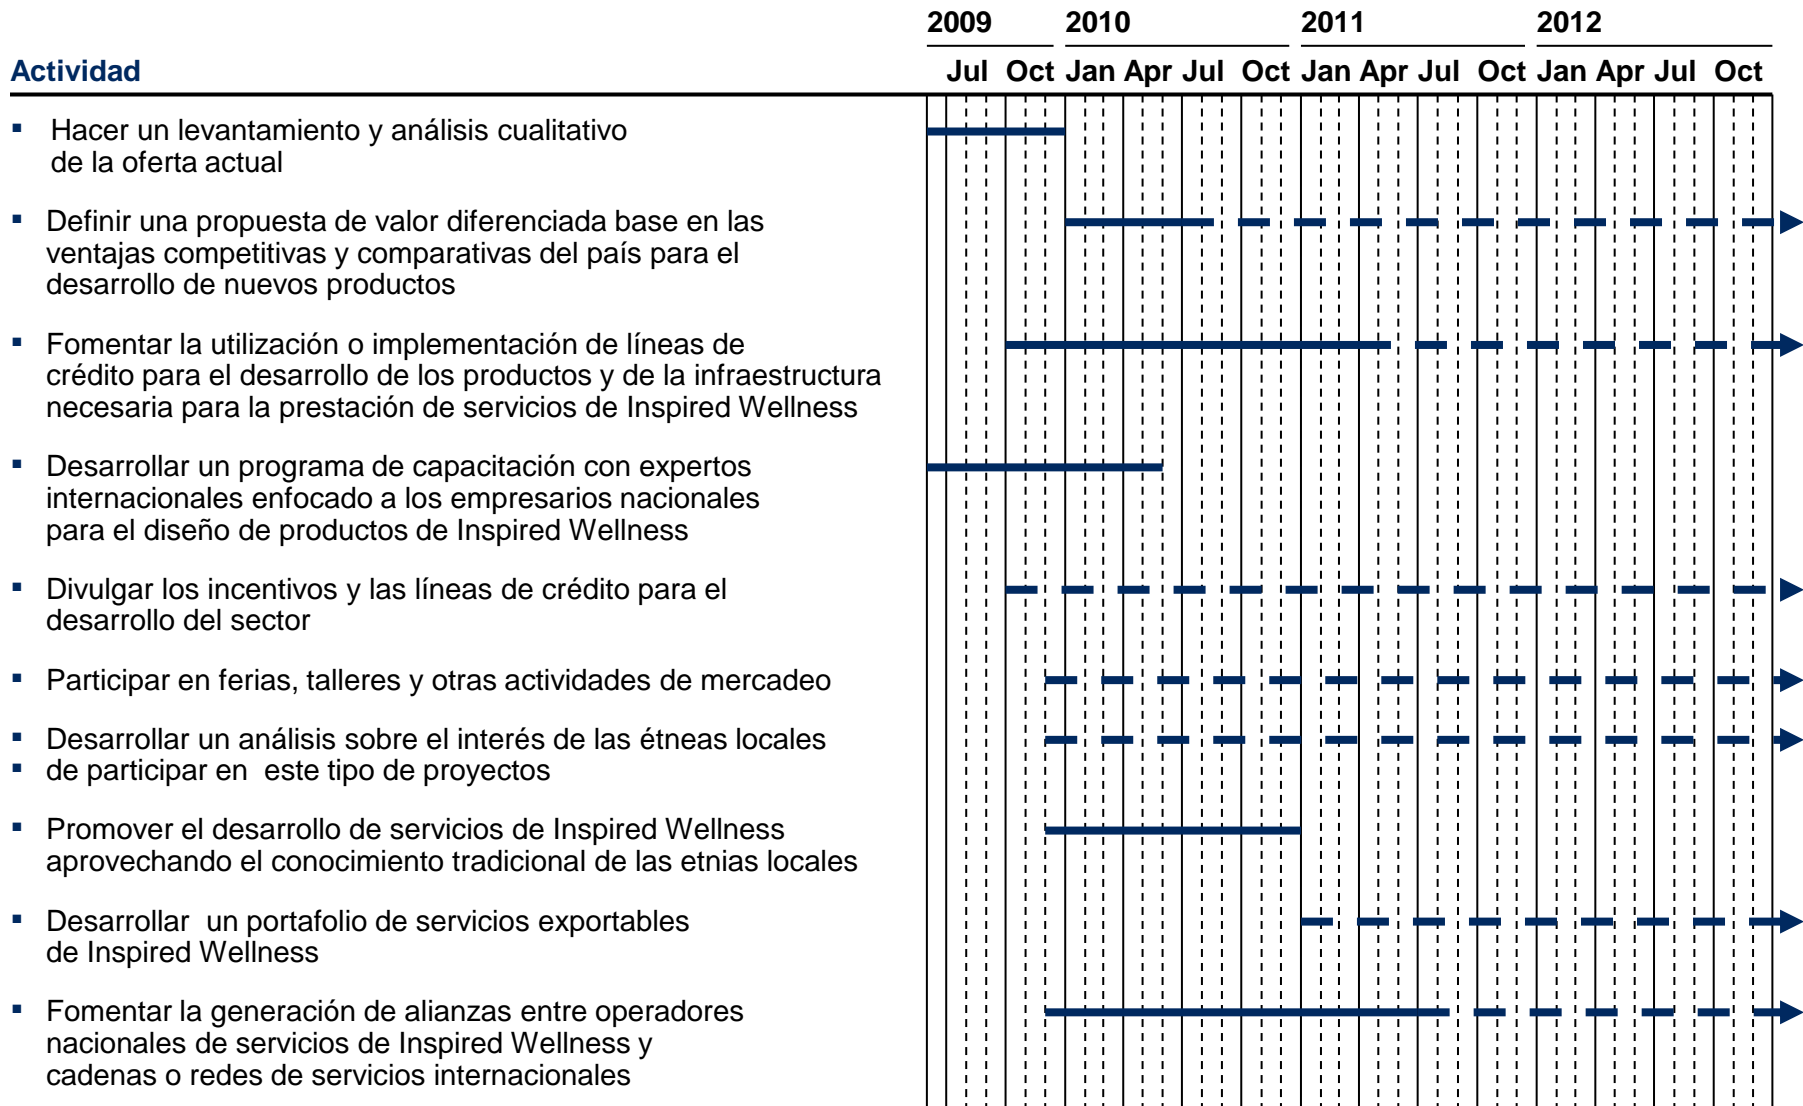 2009 2010 2011 2012
Actividad Jul Oct Jan Apr Jul Oct Jan Apr Jul Oct Jan Apr Jul Oct
▪ Hacer un levantamiento y análisis cualitativo
de la oferta actual
▪ Definir una propuesta de valor diferenciada base en las
ventajas competitivas y comparativas del país para el
desarrollo de nuevos productos
▪ Fomentar la utilización o implementación de líneas de
crédito para el desarrollo de los productos y de la infraestructura
necesaria para la prestación de servicios de Inspired Wellness
▪ Desarrollar un programa de capacitación con expertos
internacionales enfocado a los empresarios nacionales
para el diseño de productos de Inspired Wellness
▪ Divulgar los incentivos y las líneas de crédito para el
desarrollo del sector
▪ Participar en ferias, talleres y otras actividades de mercadeo
▪ Desarrollar un análisis sobre el interés de las étneas locales
▪ de participar en este tipo de proyectos
▪ Promover el desarrollo de servicios de Inspired Wellness
aprovechando el conocimiento tradicional de las etnias locales
▪ Desarrollar un portafolio de servicios exportables
de Inspired Wellness
▪ Fomentar la generación de alianzas entre operadores
nacionales de servicios de Inspired Wellness y
cadenas o redes de servicios internacionales